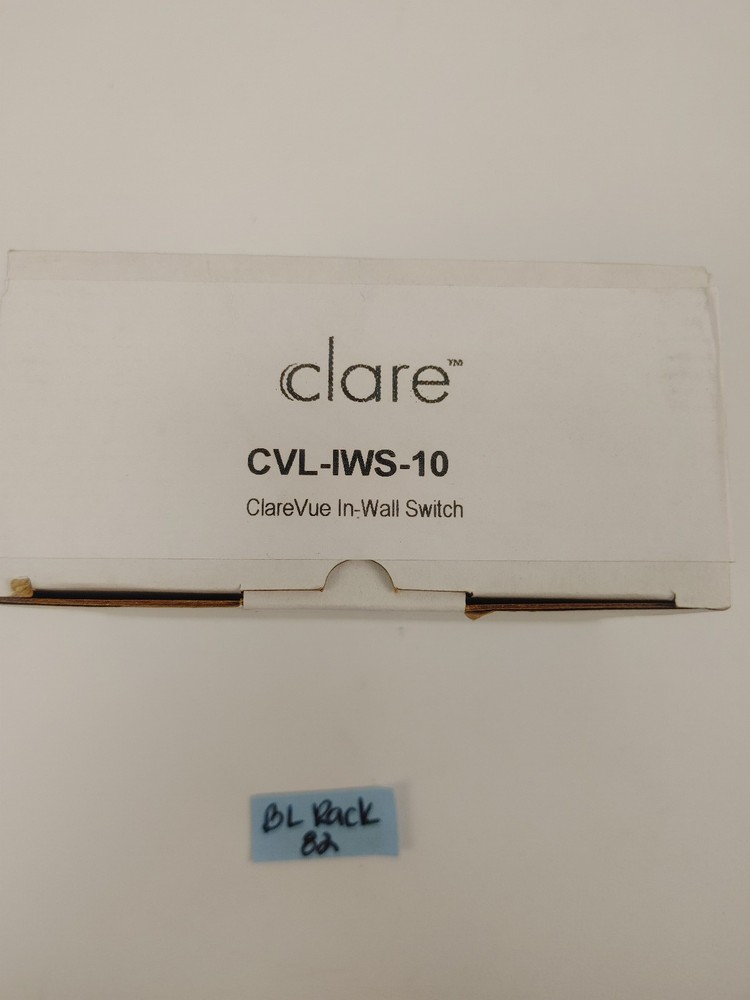 clare™
CVL-IWS-10
ClareVue In-Wall Switch
BL Rack
82